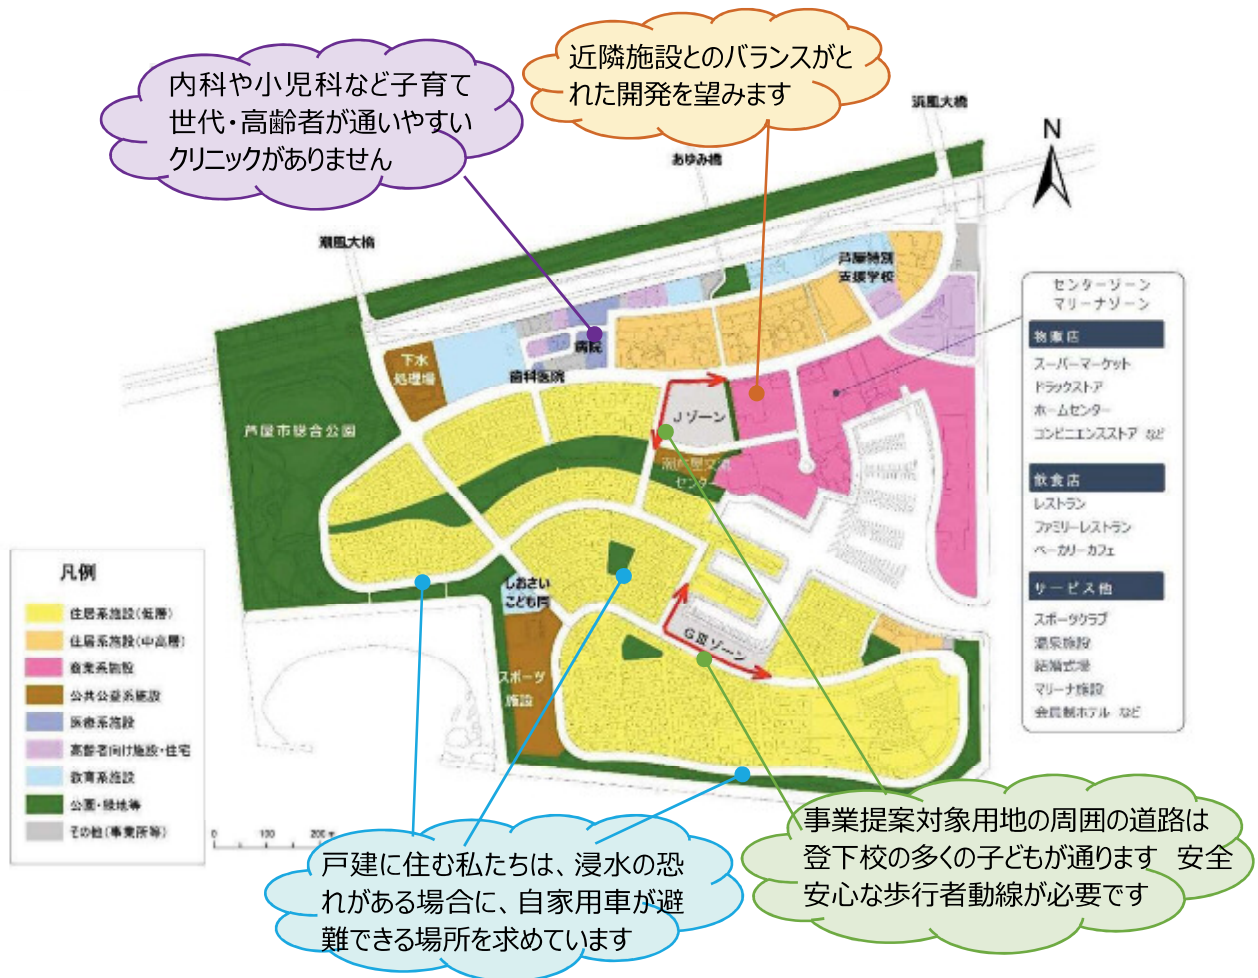 内科や小児科など子育て
世代・高齢者が通いやすい
クリニックがありません
近隣施設とのバランスがと
れた開発を望みます
浜風大橋
N
あゆみ橋
潮風大橋
芦屋特別
支援学校
センターゾーン
マリーナゾーン
物販店
スーパーマーケット
ドラッグストア
ホームセンター
コンビニエンスストア など
飲食店
レストラン
ファミリーレストラン
ベーカリーカフェ
サービス他
スポーツクラブ
温泉施設
結婚式場
マリーナ施設
会員制ホテル など
下水
処理場
病院
歯科医院
Jゾーン
芦屋市総合公園
潮芦屋交流
センター
しおさい
こども園
GⅢゾーン
スポーツ
施設
凡例
住居系施設(低層)
住居系施設(中高層)
商業系施設
公共公益系施設
医療系施設
高齢者向け施設・住宅
教育系施設
公園・緑地等
その他(事業所等)
0 100 200
戸建に住む私たちは、浸水の恐
れがある場合に、自家用車が避
難できる場所を求めています
事業提案対象用地の周囲の道路は
登下校の多くの子どもが通ります　安全
安心な歩行者動線が必要です